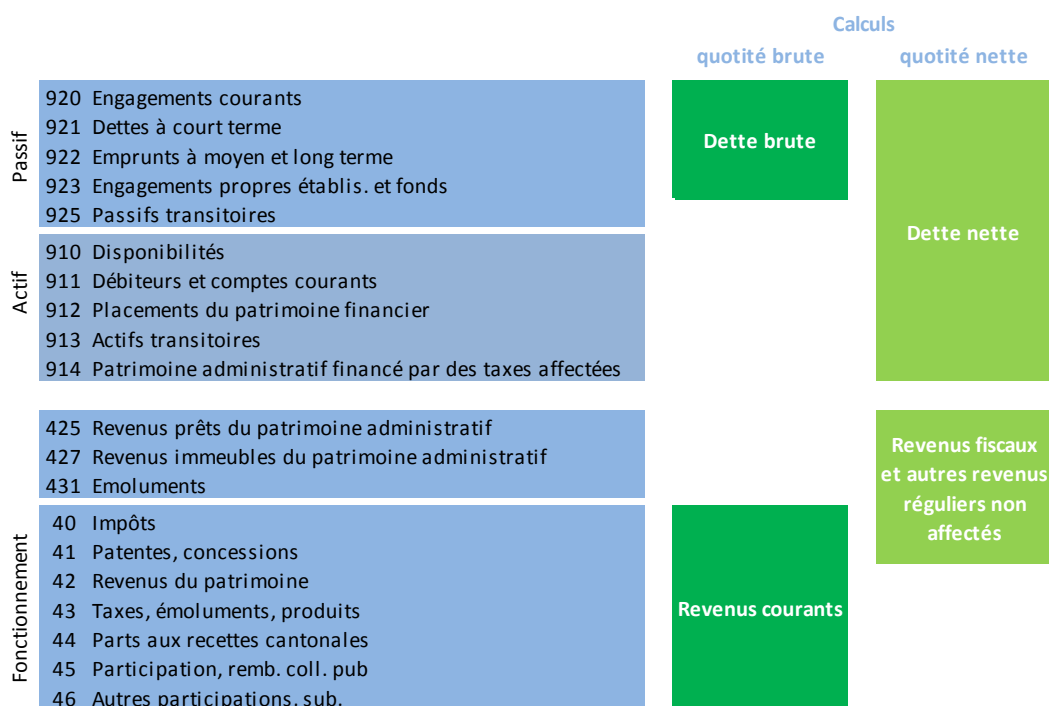 Calculs
quotité brute quotité nette
Passif
920 Engagements courants
921 Dettes à court terme
922 Emprunts à moyen et long terme
923 Engagements propres établis. et fonds
925 Passifs transitoires
Dette brute
Dette nette
Actif
910 Disponibilités
911 Débiteurs et comptes courants
912 Placements du patrimoine financier
913 Actifs transitoires
914 Patrimoine administratif financé par des taxes affectées
425 Revenus prêts du patrimoine administratif
427 Revenus immeubles du patrimoine administratif
431 Emoluments
Revenus fiscaux
et autres revenus
réguliers non
affectés
Fonctionnement
40 Impôts
41 Patentes, concessions
42 Revenus du patrimoine
43 Taxes, émoluments, produits
44 Parts aux recettes cantonales
45 Participation, remb. coll. pub
46 Autres participations, sub.
Revenus courants